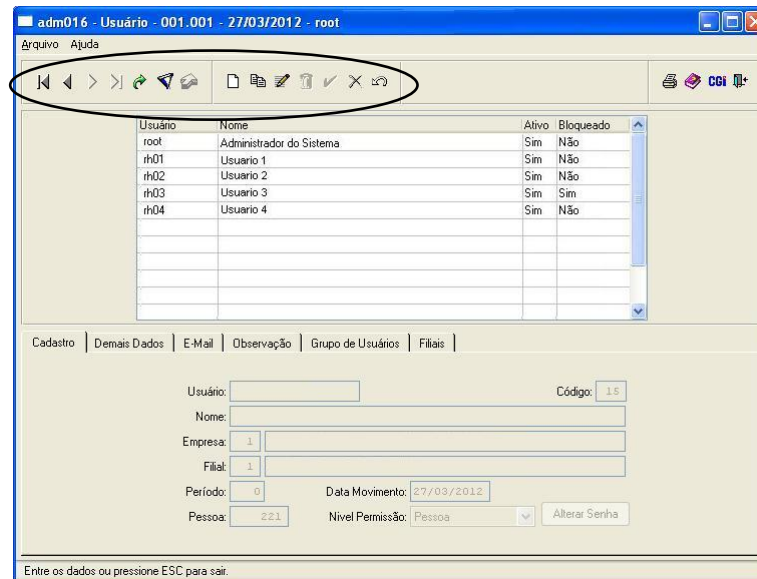 adm016 - Usuário - 001.001 - 27/03/2012 - root
Arquivo Ajuda
CGI
Usuário Nome Ativo Bloqueado
root Administrador do Sistema Sim Não
rh01 Usuario 1 Sim Não
rh02 Usuario 2 Sim Não
rh03 Usuario 3 Sim Sim
rh04 Usuario 4 Sim Não
Cadastro Demais Dados E-Mail Observação Grupo de Usuários Filiais
Usuário: Código: 15
Nome:
Empresa: 1
Filial: 1
Período: 0 Data Movimento: 27/03/2012
Pessoa: 221 Nivel Permissão: Pessoa Alterar Senha
Entre os dados ou pressione ESC para sair.